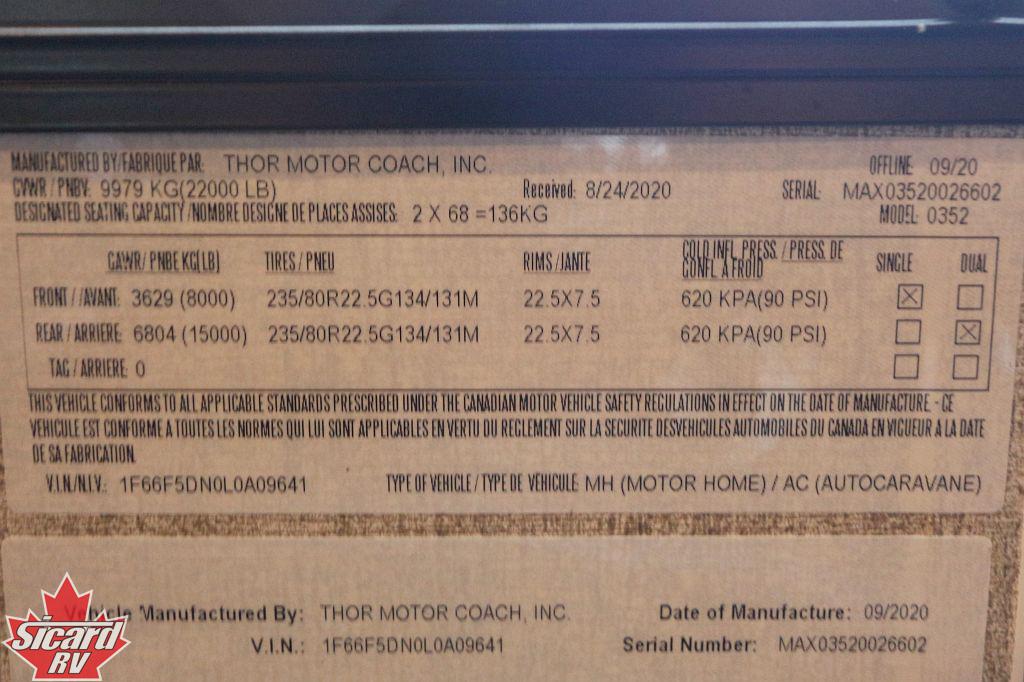 MANUFACTURED BY/FABRIQUE PAR: THOR MOTOR COACH, INC. OFFLINE 09/20
GVWR / PNBV: 9979 KG(22000 LB) Received: 8/24/2020 SERIAL: MAX03520026602
DESIGNATED SEATING CAPACITY /NOMBRE DESIGNE DE PLACES ASSISES: 2 X 68 =136KG MODEL: 0352
GAWR/ PNBE KG(LB) TIRES / PNEU RIMS /JANTE COLD INFL. PRESS. / PRESS. DE GONFL A FROID SINGLE DUAL
FRONT / /AVANT: 3629 (8000) 235/80R22.5G134/131M 22.5X7.5 620 KPA(90 PSI)
REAR / ARRIERE: 6804 (15000) 235/80R22.5G134/131M 22.5X7.5 620 KPA(90 PSI)
TAG / ARRIERE: 0
THIS VEHICLE CONFORMS TO ALL APPLICABLE STANDARDS PRESCRIBED UNDER THE CANADIAN MOTOR VEHICLE SAFETY REGULATIONS IN EFFECT ON THE DATE OF MANUFACTURE. - CE
VEHICULE EST CONFORME A TOUTES LES NORMES QUI LUI SONT APPLICABLES EN VERTU DU REGLEMENT SUR LA SECURITE DESVEHICULES AUTOMOBILES DU CANADA EN VIGUEUR A LA DATE
DE SA FABRICATION.
V.I.N./N.I.V.: 1F66F5DN0L0A09641 TYPE OF VEHICLE / TYPE DE VÉHICULE: MH (MOTOR HOME) / AC (AUTOCARAVANE)
Vehicle Manufactured By: THOR MOTOR COACH, INC. Date of Manufacture: 09/2020
V.I.N.: 1F66F5DN0L0A09641 Serial Number: MAX03520026602
Sicard
RV